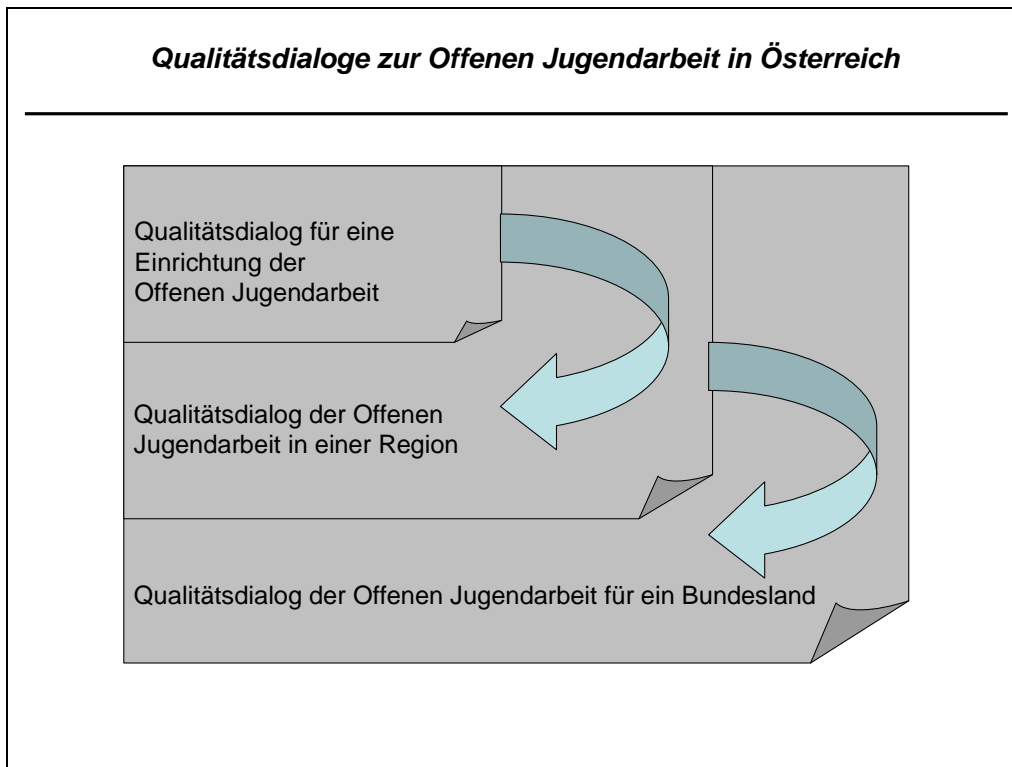 Qualitätsdialoge zur Offenen Jugendarbeit in Österreich
Qualitätsdialog für eine
Einrichtung der
Offenen Jugendarbeit
Qualitätsdialog der Offenen
Jugendarbeit in einer Region
Qualitätsdialog der Offenen Jugendarbeit für ein Bundesland